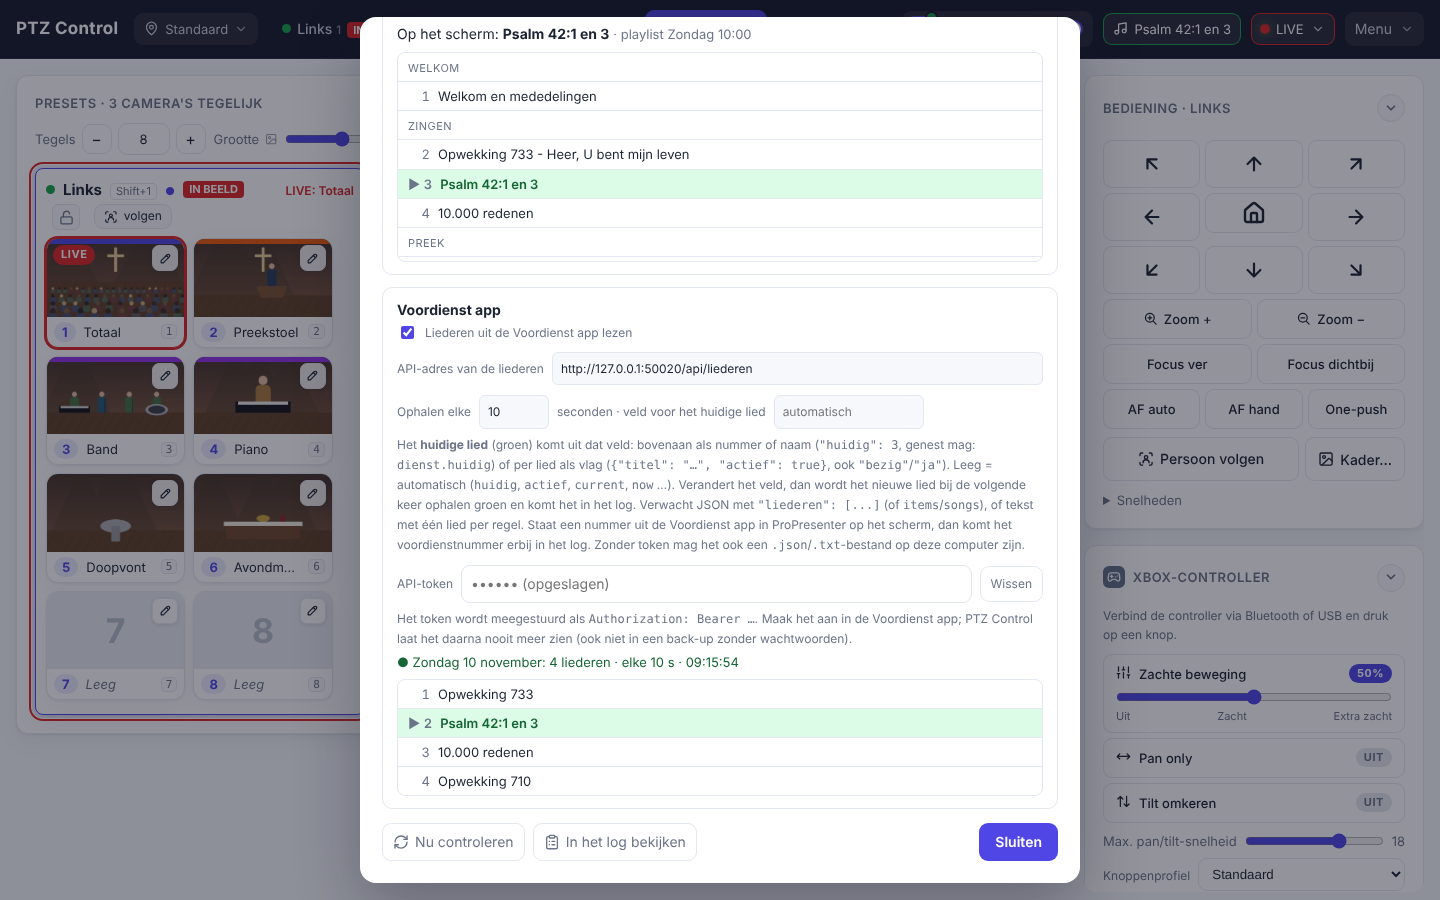 PTZ Control
Standaard
Links 1
Psalm 42:1 en 3
LIVE
Menu
PRESETS · 3 CAMERA'S TEGELIJK
Tegels − 8 + Grootte
Links Shift+1 IN BEELD LIVE: Totaal
volgen
LIVE
1 Totaal 1
2 Preekstoel 2
3 Band 3
4 Piano 4
5 Doopvont 5
6 Avondm... 6
7
8
7 Leeg 7
8 Leeg 8
Op het scherm: Psalm 42:1 en 3 · playlist Zondag 10:00
WELKOM
1 Welkom en mededelingen
ZINGEN
2 Opwekking 733 - Heer, U bent mijn leven
▶ 3 Psalm 42:1 en 3
4 10.000 redenen
PREEK
Voordienst app
Liederen uit de Voordienst app lezen
API-adres van de liederen http://127.0.0.1:50020/api/liederen
Ophalen elke 10 seconden · veld voor het huidige lied automatisch
Het huidige lied (groen) komt uit dat veld: bovenaan als nummer of naam ("huidig": 3, genest mag:
dienst.huidig) of per lied als vlag ({"titel": "…", "actief": true}, ook "bezig"/"ja"). Leeg =
automatisch (huidig, actief, current, now …). Verandert het veld, dan wordt het nieuwe lied bij de volgende
keer ophalen groen en komt het in het log. Verwacht JSON met "liederen": [...] (of items/songs), of tekst
met één lied per regel. Staat een nummer uit de Voordienst app in ProPresenter op het scherm, dan komt het
voordienstnummer erbij in het log. Zonder token mag het ook een .json/.txt-bestand op deze computer zijn.
API-token •••••• (opgeslagen) Wissen
Het token wordt meegestuurd als Authorization: Bearer …. Maak het aan in de Voordienst app; PTZ Control
laat het daarna nooit meer zien (ook niet in een back-up zonder wachtwoorden).
● Zondag 10 november: 4 liederen · elke 10 s · 09:15:54
1 Opwekking 733
▶ 2 Psalm 42:1 en 3
3 10.000 redenen
4 Opwekking 710
Nu controleren
In het log bekijken
Sluiten
BEDIENING · LINKS
Zoom +
Zoom −
Focus ver
Focus dichtbij
AF auto
AF hand
One-push
Persoon volgen
Kader...
▶ Snelheden
XBOX-CONTROLLER
Verbind de controller via Bluetooth of USB en druk
op een knop.
Zachte beweging 50%
Uit Zacht Extra zacht
Pan only UIT
Tilt omkeren UIT
Max. pan/tilt-snelheid 18
Knoppenprofiel Standaard